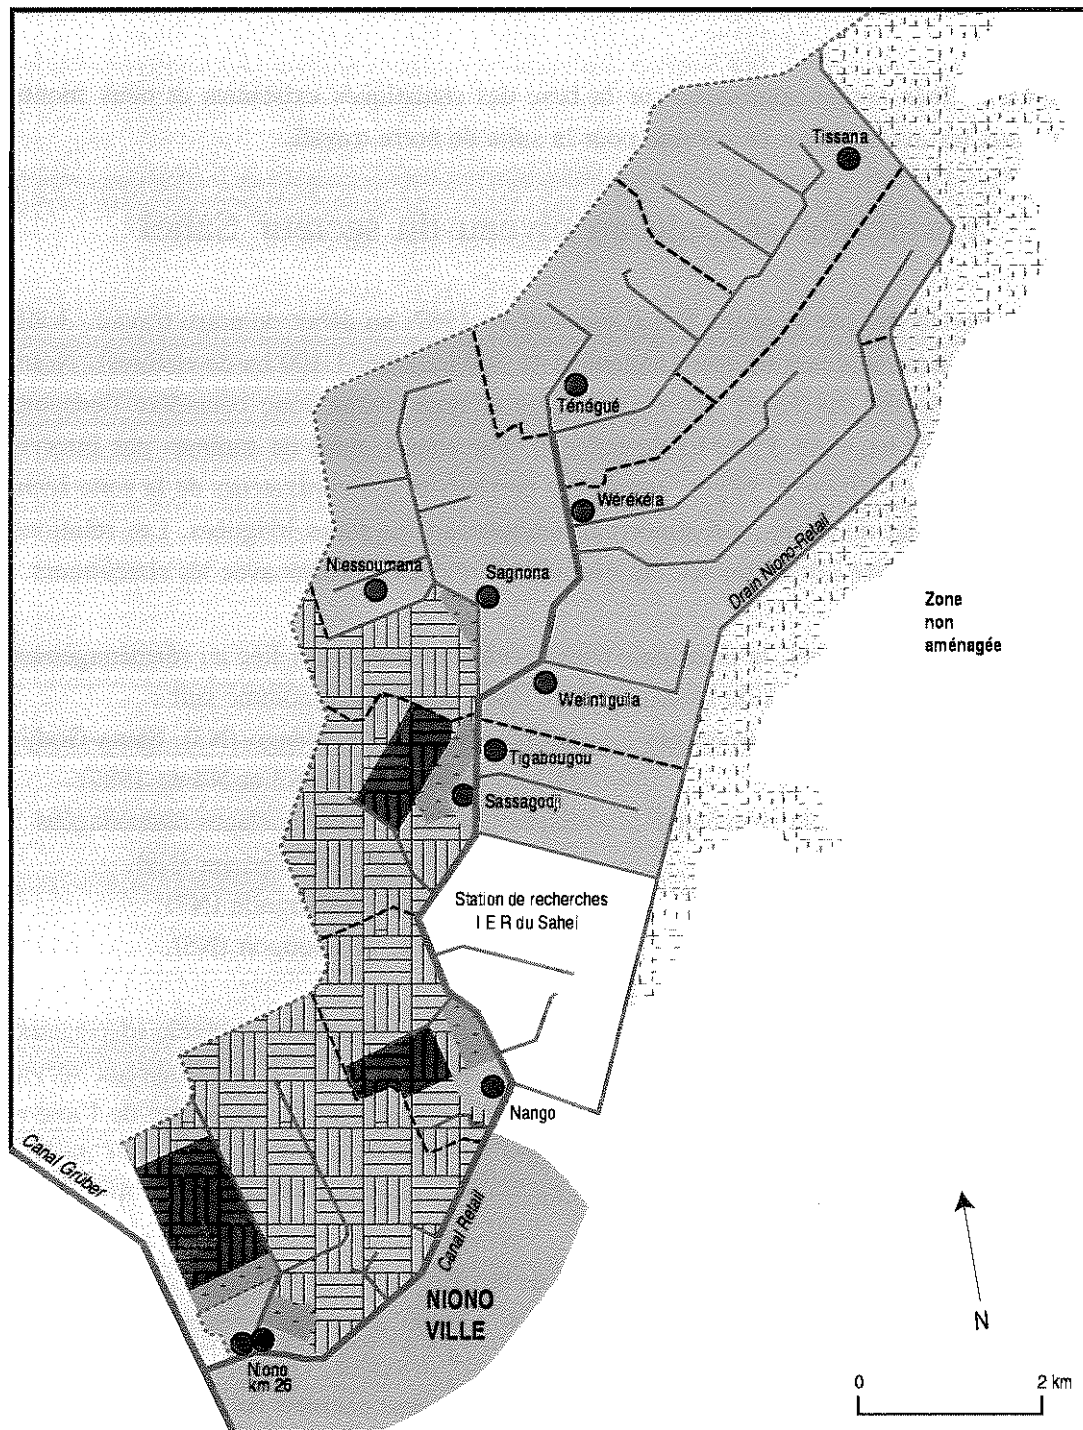 Tissana
Ténégué
Wérékéla
Niessoumana
Sagnona
Drain Niono-Retail
Zone
non
aménagée
Welintiguila
Tigabougou
Sassagodji
Station de recherches
I E R du Sahel
Nango
Canal Grüber
Canal Retail
NIONO
VILLE
N
Niono
km 26
0 2 km